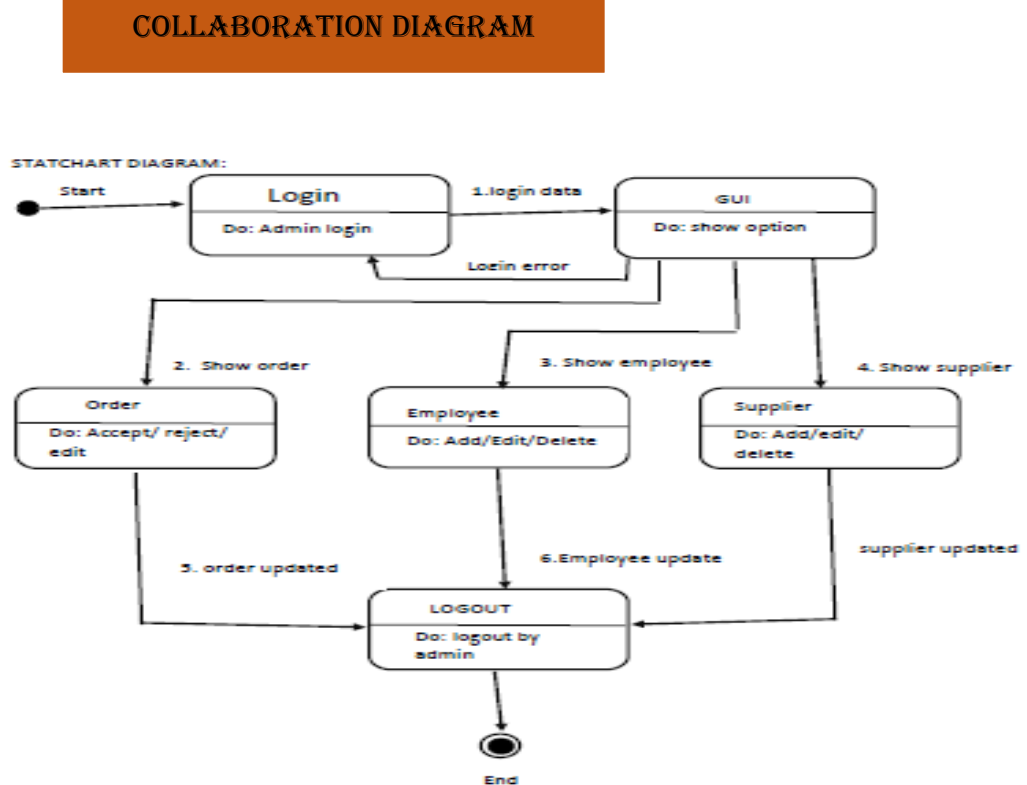 COLLABORATION DIAGRAM
STATCHART DIAGRAM:
Start
Login
Do: Admin login
1.login data
GUI
Do: show option
Login error
2. Show order
3. Show employee
4. Show supplier
Order
Do: Accept/ reject/
edit
Employee
Do: Add/Edit/Delete
Supplier
Do: Add/edit/
delete
5. order updated
6.Employee update
supplier updated
LOGOUT
Do: logout by
admin
End